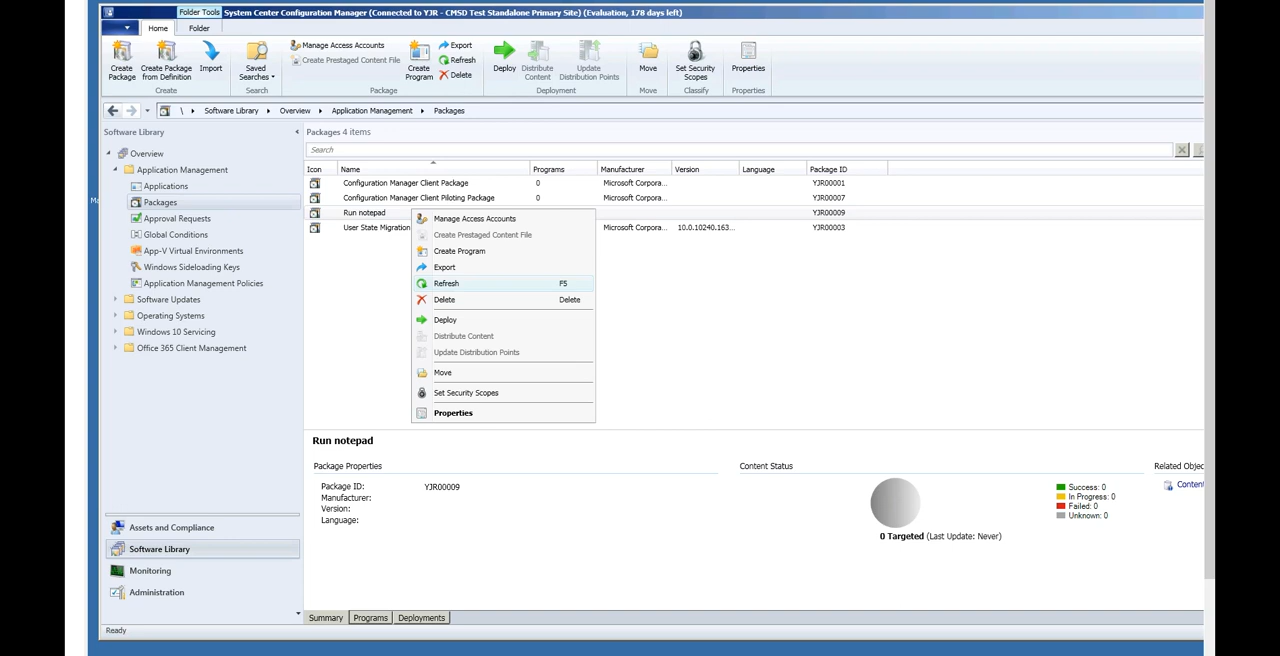 Folder Tools System Center Configuration Manager (Connected to YJR - CMSD Test Standalone Primary Site) (Evaluation, 178 days left)
Home Folder
Create Package
Create Package from Definition
Import
Saved Searches
Manage Access Accounts
Create Prestaged Content File
Create Program
Export
Refresh
Delete
Deploy
Distribute Content
Update Distribution Points
Move
Set Security Scopes
Properties
Create Search Package Deployment Move Classify Properties
\ Software Library Overview Application Management Packages
Software Library
Overview
Application Management
Applications
Packages
Approval Requests
Global Conditions
App-V Virtual Environments
Windows Sideloading Keys
Application Management Policies
Software Updates
Operating Systems
Windows 10 Servicing
Office 365 Client Management
Assets and Compliance
Software Library
Monitoring
Administration
Packages 4 items
Search
Icon Name Programs Manufacturer Version Language Package ID
Configuration Manager Client Package 0 Microsoft Corpora... YJR00001
Configuration Manager Client Piloting Package 0 Microsoft Corpora... YJR00007
Run notepad YJR00009
User State Migration Microsoft Corpora... 10.0.10240.163... YJR00003
Manage Access Accounts
Create Prestaged Content File
Create Program
Export
Refresh F5
Delete Delete
Deploy
Distribute Content
Update Distribution Points
Move
Set Security Scopes
Properties
Run notepad
Package Properties
Package ID: YJR00009
Manufacturer:
Version:
Language:
Content Status
Success: 0
In Progress: 0
Failed: 0
Unknown: 0
0 Targeted (Last Update: Never)
Related Objec
Content
Summary Programs Deployments
Ready